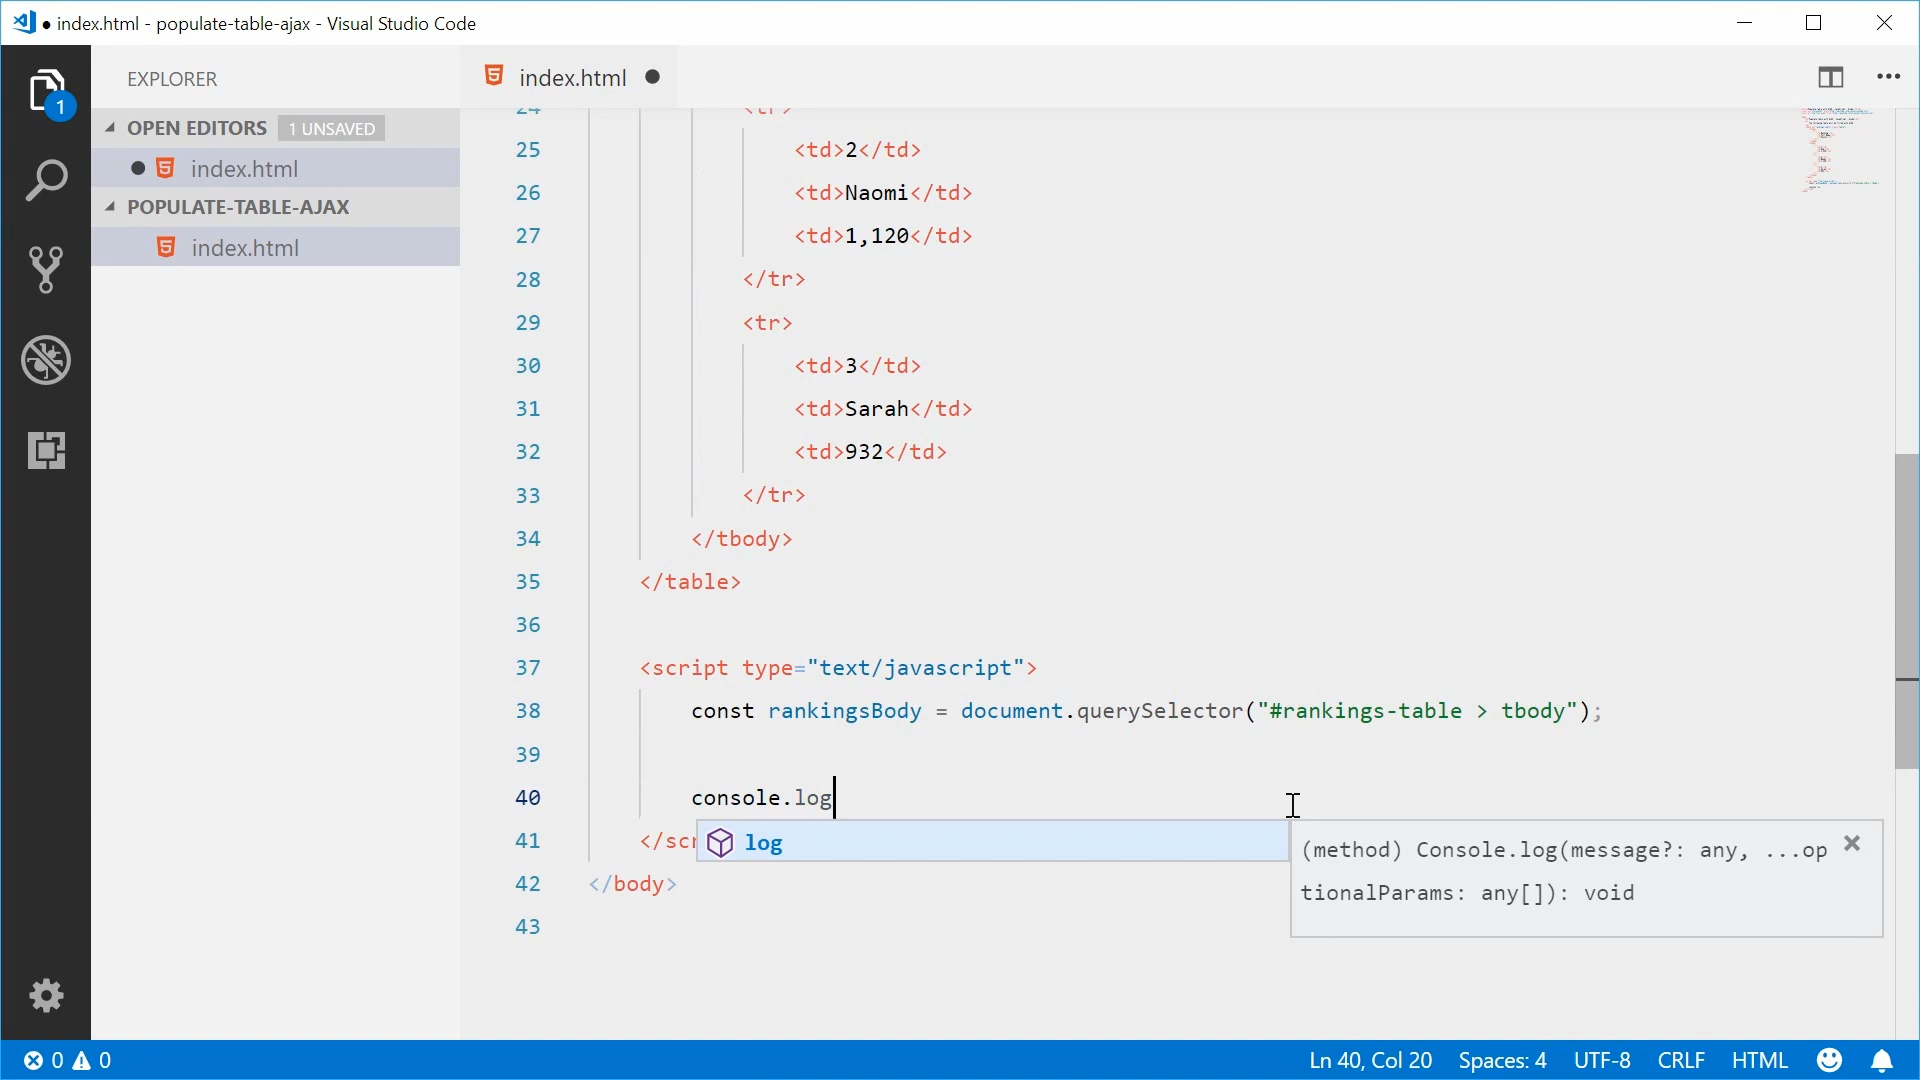 index.html - populate-table-ajax - Visual Studio Code
EXPLORER
1
OPEN EDITORS 1 UNSAVED
index.html
POPULATE-TABLE-AJAX
index.html
index.html
24 <tr>
25 <td>2</td>
26 <td>Naomi</td>
27 <td>1,120</td>
28 </tr>
29 <tr>
30 <td>3</td>
31 <td>Sarah</td>
32 <td>932</td>
33 </tr>
34 </tbody>
35 </table>
36
37 <script type="text/javascript">
38 const rankingsBody = document.querySelector("#rankings-table > tbody");
39
40 console.log
41 </scr
log
(method) Console.log(message?: any, ...op
tionalParams: any[]): void
42 </body>
43
0 0 Ln 40, Col 20 Spaces: 4 UTF-8 CRLF HTML